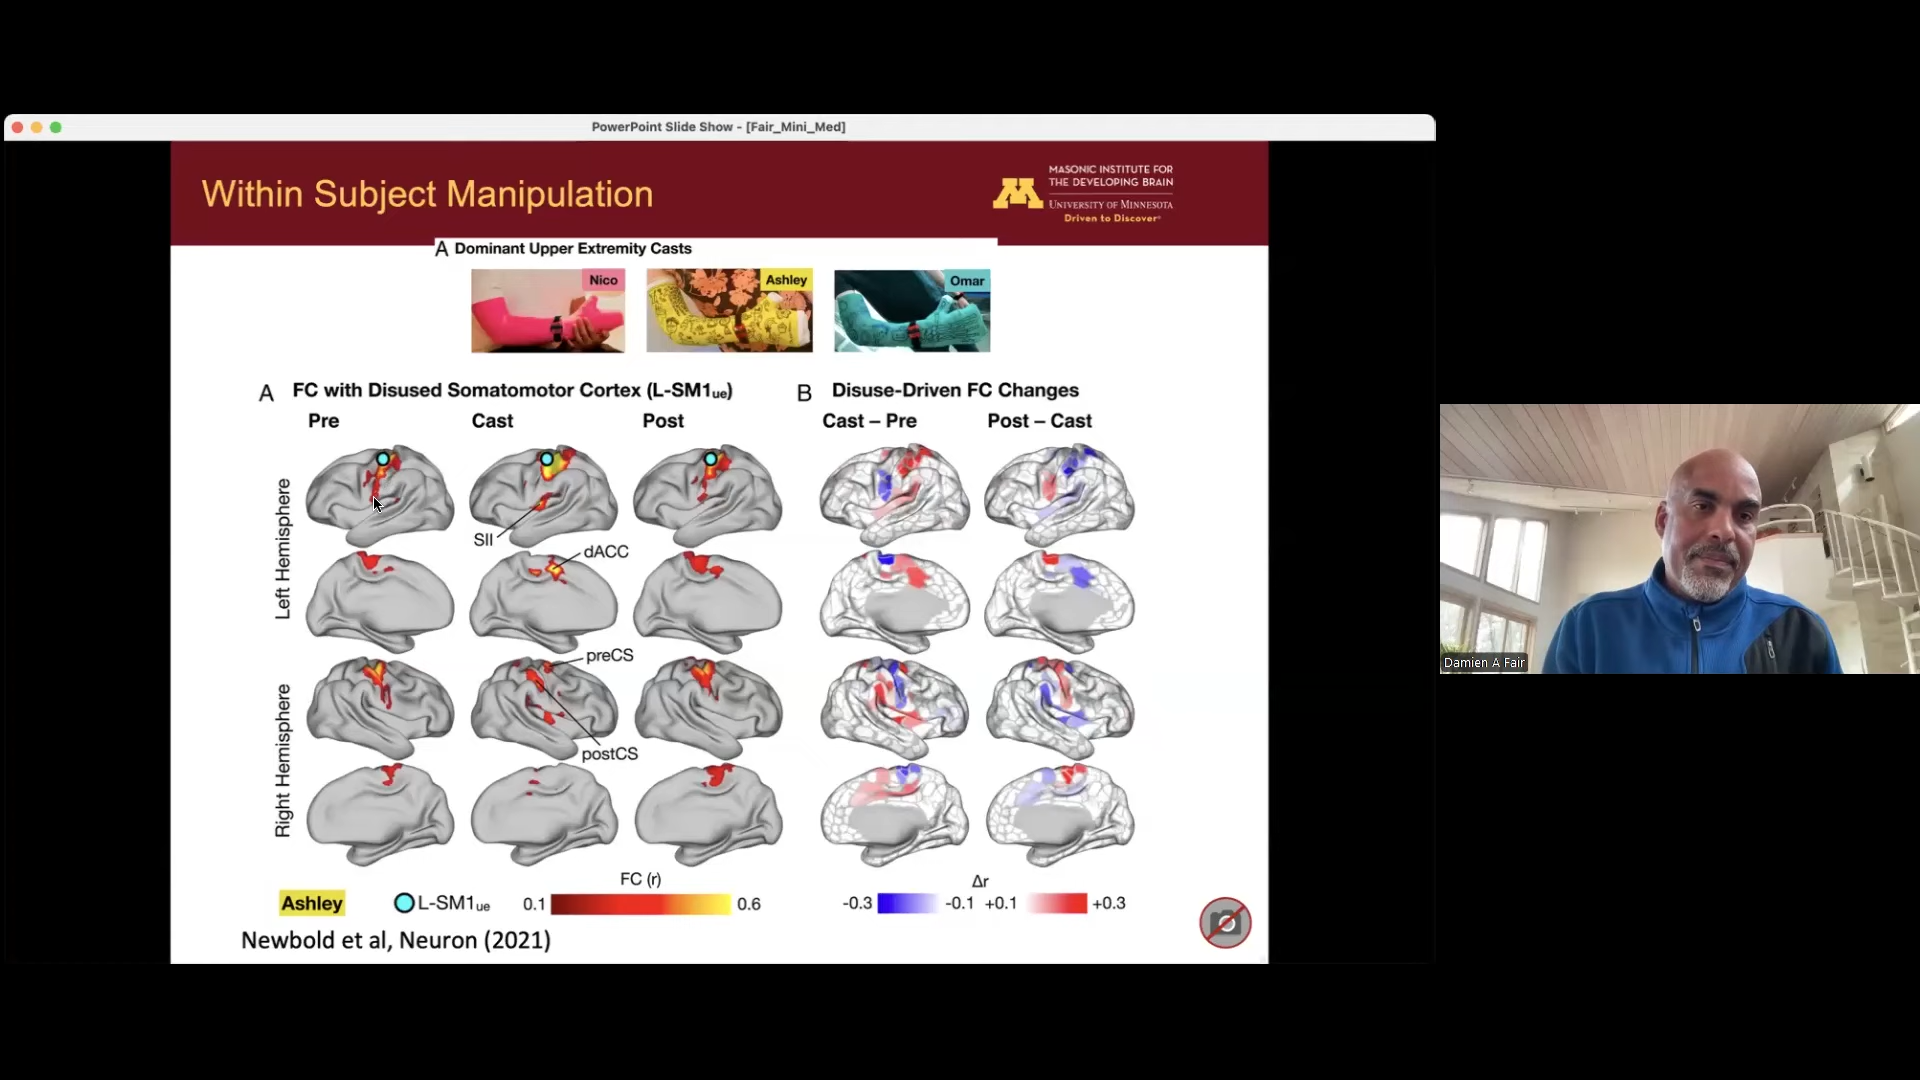 PowerPoint Slide Show - [Fair_Mini_Med]
Within Subject Manipulation
MASONIC INSTITUTE FOR
THE DEVELOPING BRAIN
UNIVERSITY OF MINNESOTA
Driven to Discover®
A Dominant Upper Extremity Casts
Nico
Ashley
Omar
A FC with Disused Somatomotor Cortex (L-SM1ue)
Pre
Cast
Post
B Disuse-Driven FC Changes
Cast – Pre
Post – Cast
Left Hemisphere
SII
dACC
Right Hemisphere
preCS
postCS
Ashley
L-SM1ue
FC (r)
0.1
0.6
Δr
-0.3
-0.1
+0.1
+0.3
Newbold et al, Neuron (2021)
Damien A Fair